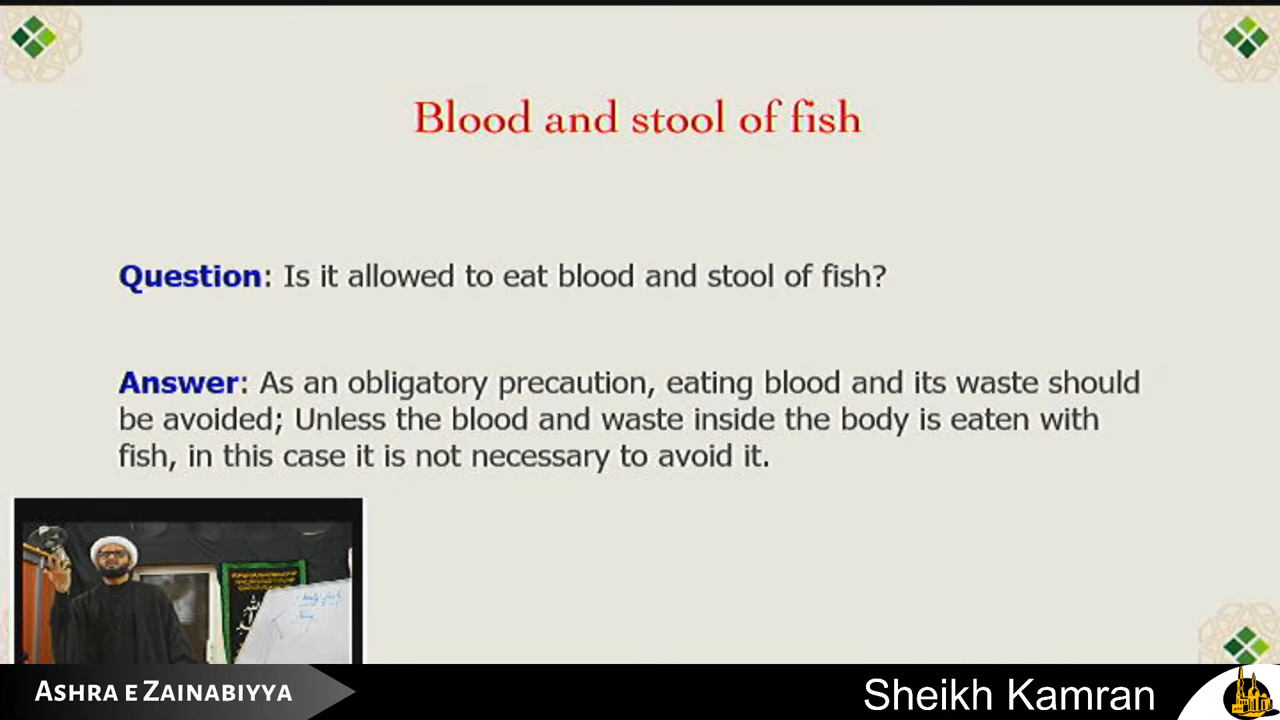 Blood and stool of fish
Question: Is it allowed to eat blood and stool of fish?
Answer: As an obligatory precaution, eating blood and its waste should
be avoided; Unless the blood and waste inside the body is eaten with
fish, in this case it is not necessary to avoid it.
ASHRA E ZAINABIYYA
Sheikh Kamran